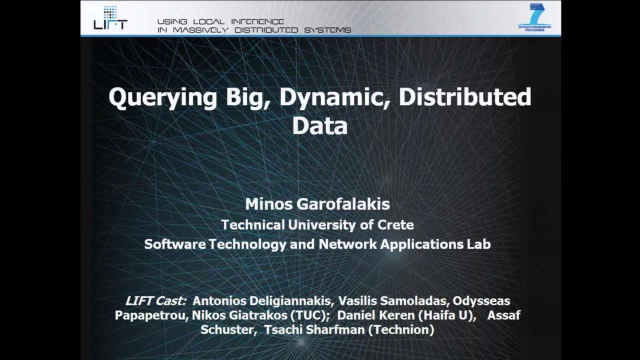 LIFT
USING LOCAL INFERENCE
IN MASSIVELY DISTRIBUTED SYSTEMS
Querying Big, Dynamic, Distributed
Data
Minos Garofalakis
Technical University of Crete
Software Technology and Network Applications Lab
LIFT Cast: Antonios Deligiannakis, Vasilis Samoladas, Odysseas
Papapetrou, Nikos Giatrakos (TUC); Daniel Keren (Haifa U), Assaf
Schuster, Tsachi Sharfman (Technion)